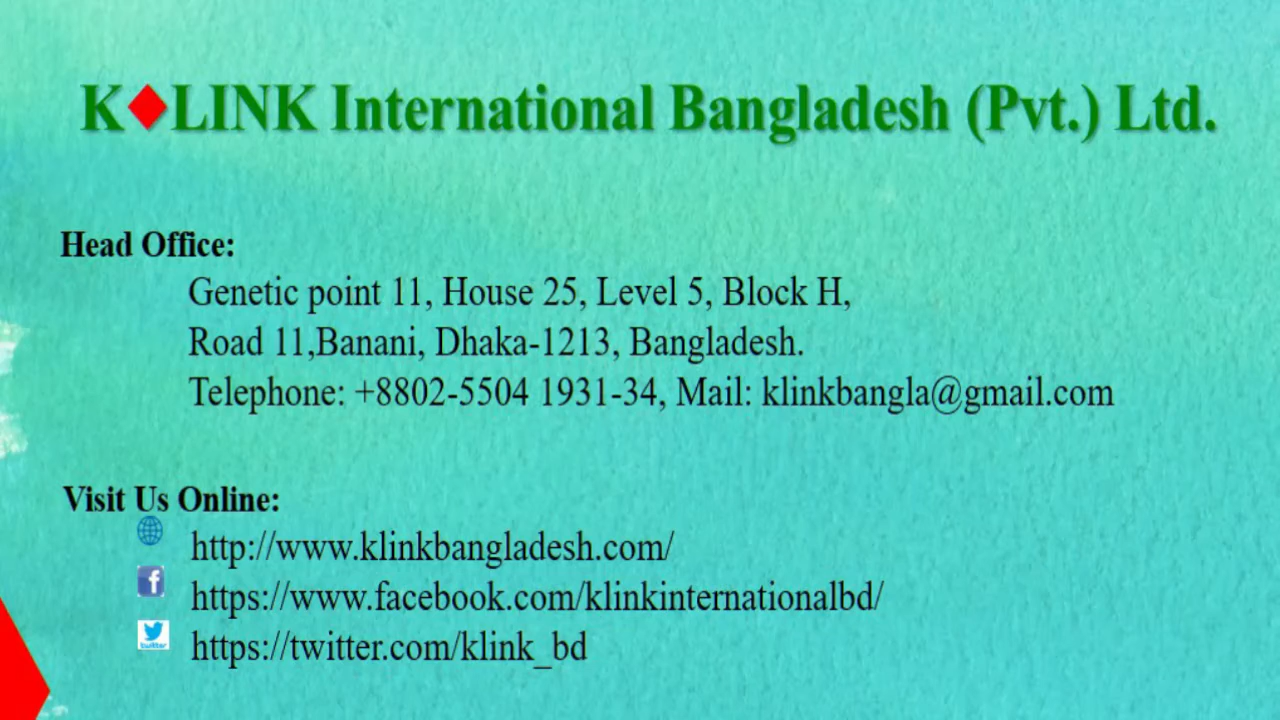 K♦LINK International Bangladesh (Pvt.) Ltd.
Head Office:
Genetic point 11, House 25, Level 5, Block H,
Road 11,Banani, Dhaka-1213, Bangladesh.
Telephone: +8802-5504 1931-34, Mail: klinkbangla@gmail.com
Visit Us Online:
http://www.klinkbangladesh.com/
f
https://www.facebook.com/klinkinternationalbd/
twitter
https://twitter.com/klink_bd